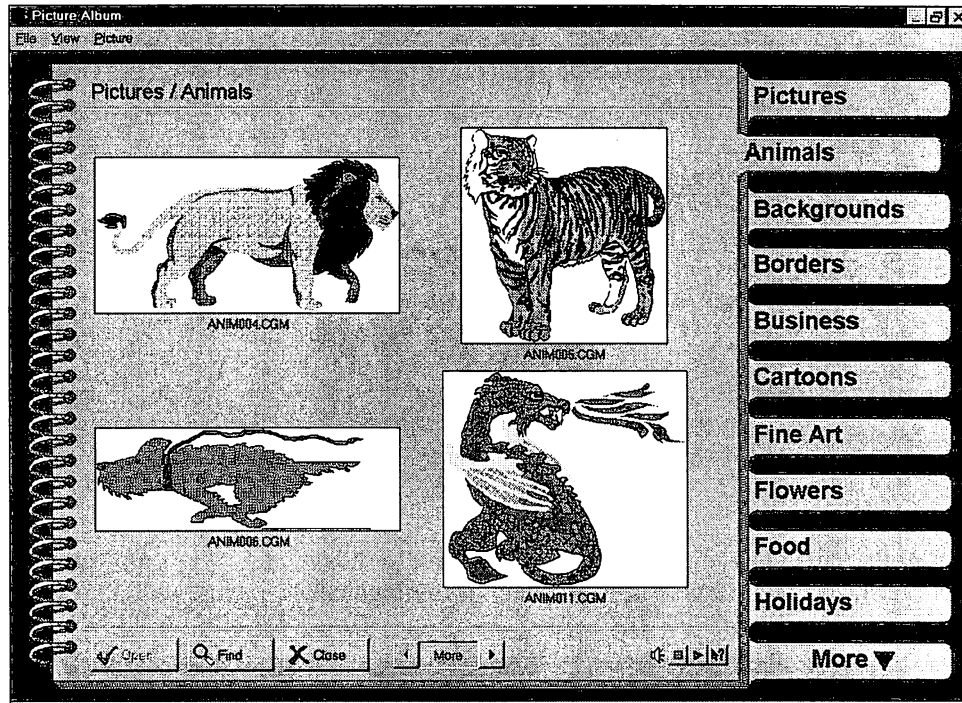 Picture Album
File View Picture
Pictures / Animals
ANIM004.CGM
ANIM005.CGM
ANIM006.CGM
ANIM011.CGM
Open
Find
Close
More
Pictures
Animals
Backgrounds
Borders
Business
Cartoons
Fine Art
Flowers
Food
Holidays
More